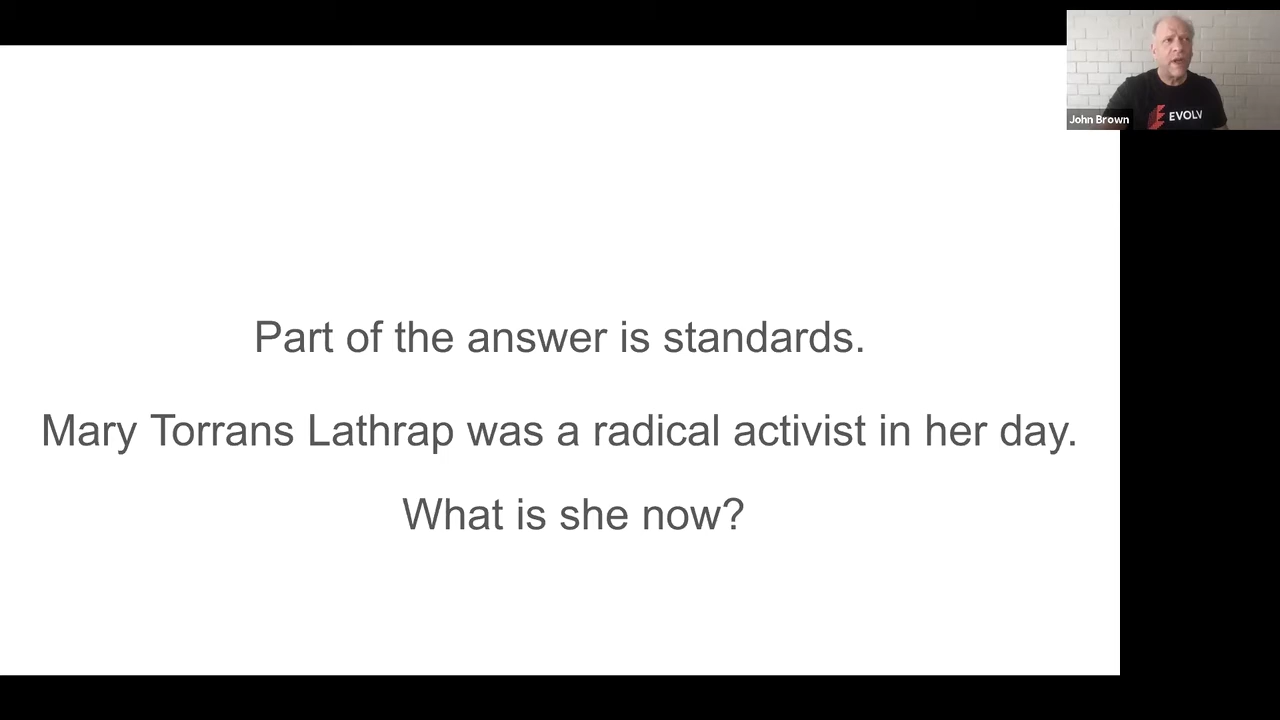 Part of the answer is standards.
Mary Torrans Lathrap was a radical activist in her day.
What is she now?
John Brown
EVOLV